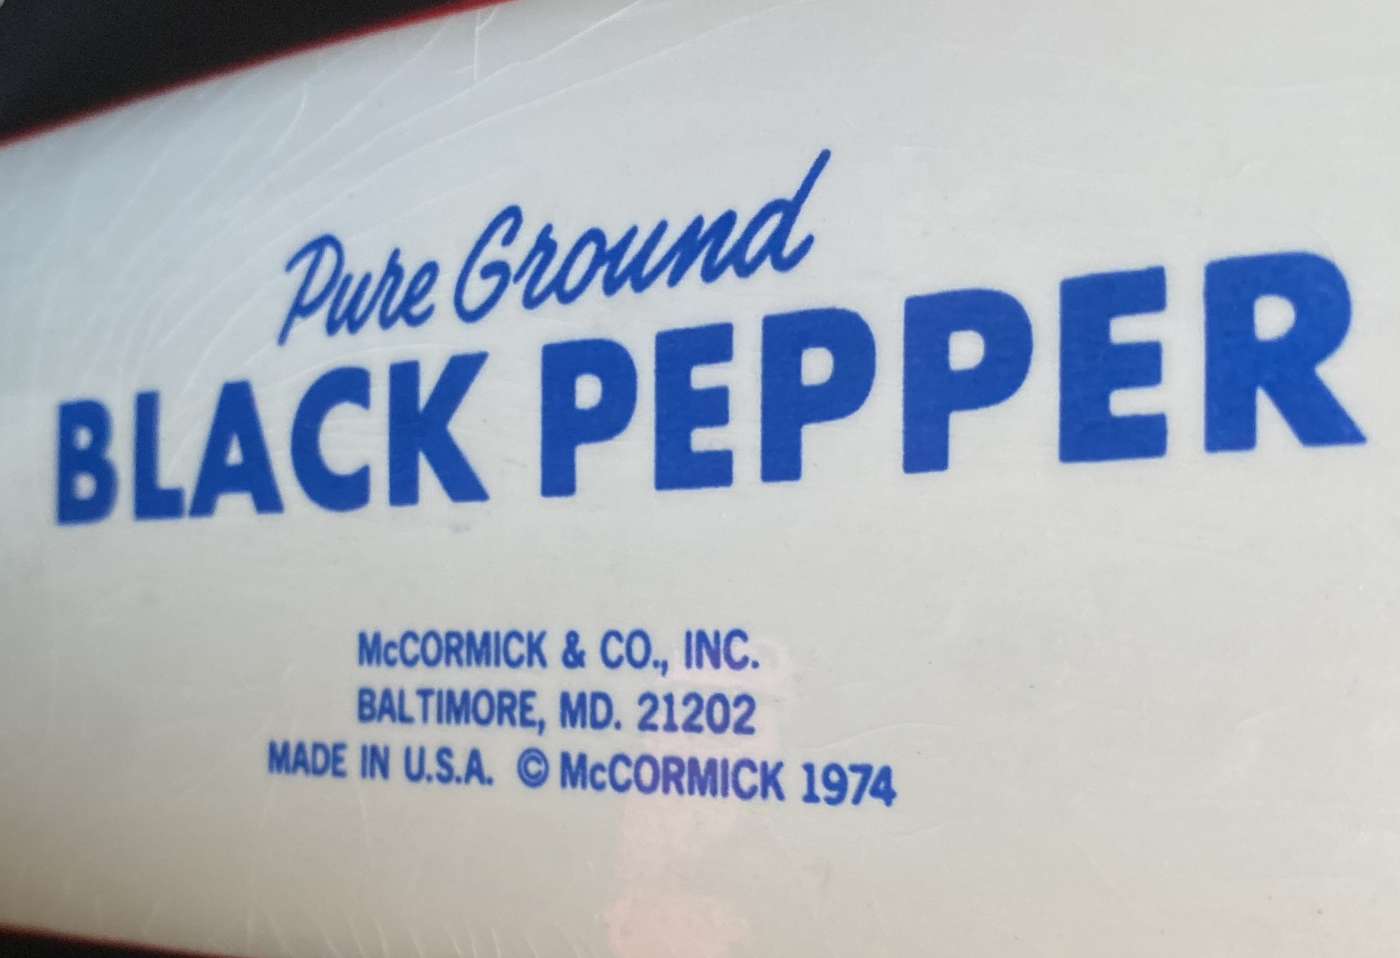 Pure Ground
BLACK PEPPER
McCORMICK & CO., INC.
BALTIMORE, MD. 21202
MADE IN U.S.A. © McCORMICK 1974